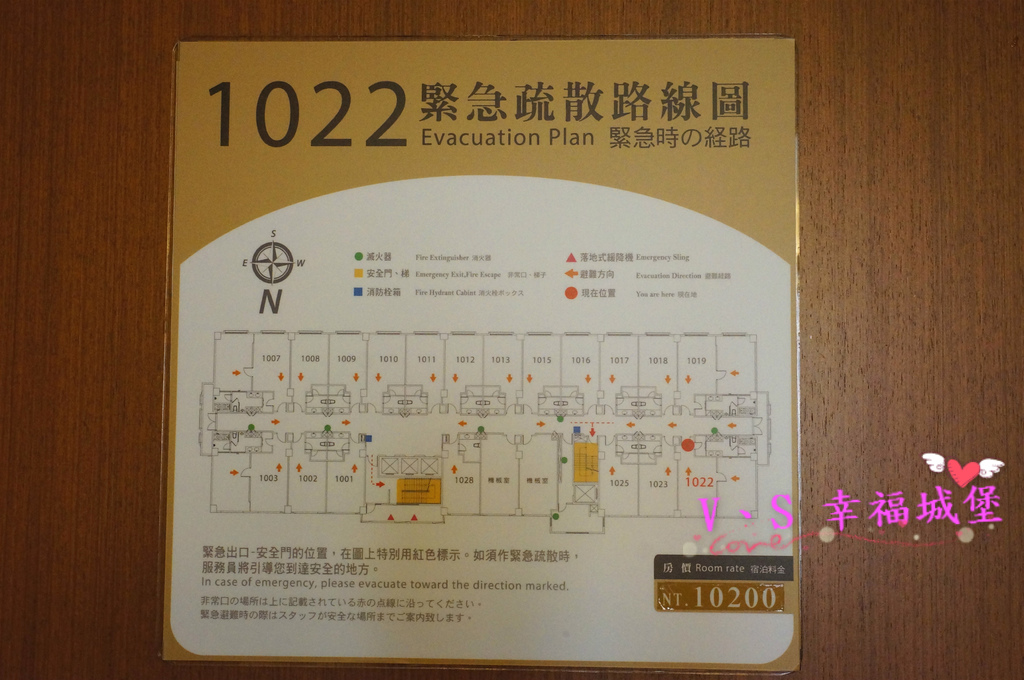 1022 緊急疏散路線圖
Evacuation Plan 緊急時の経路
S
E W
N
滅火器 Fire Extinguisher 消火器
安全門、梯 Emergency Exit,Fire Escape 非常口、梯子
消防栓箱 Fire Hydrant Cabint 消火栓ボックス
落地式緩降機 Emergency Sling
避難方向 Evacuation Direction 避難経路
現在位置 You are here 現在地
1007 1008 1009 1010 1011 1012 1013 1015 1016 1017 1018 1019
1003 1002 1001 1028 機械室 機械室 1025 1023 1022
V、S 幸福城堡
love
緊急出口-安全門的位置，在圖上特別用紅色標示。如須作緊急疏散時，
服務員將引導您到達安全的地方。
In case of emergency, please evacuate toward the direction marked.
非常口の場所は上に記載されている赤の点線に沿ってください。
緊急避難時の際はスタッフが安全な場所までご案内致します。
房價 Room rate 宿泊料金
NT. 10200